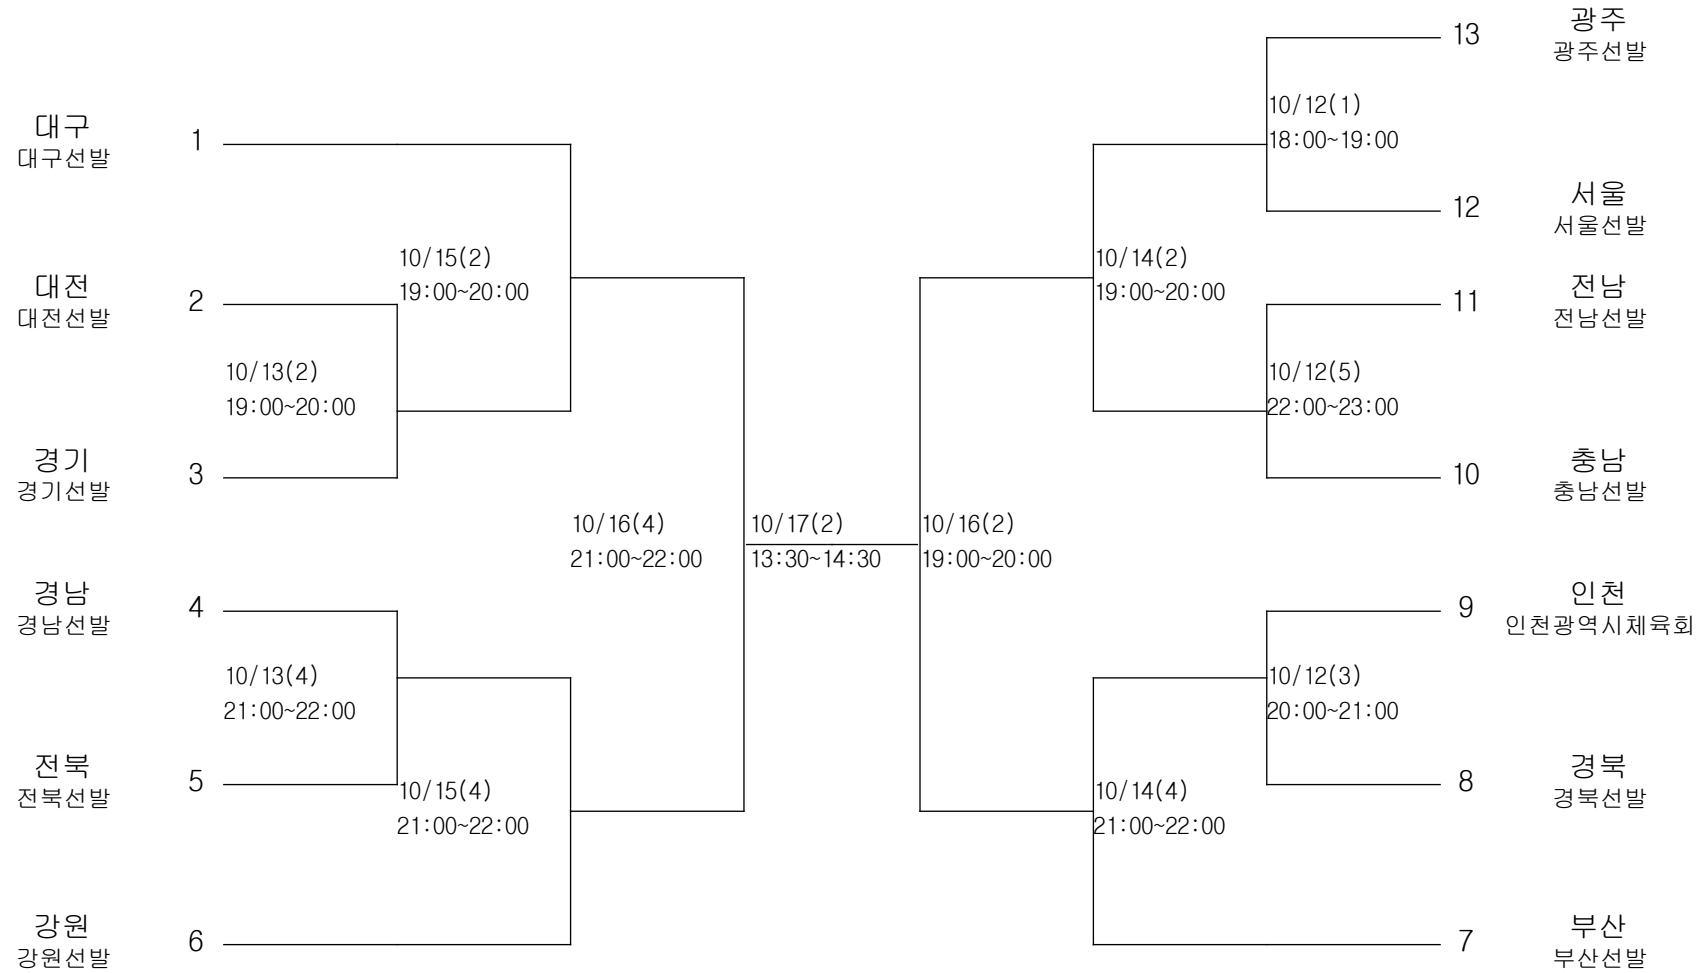 13 광주
광주선발
10/12(1)
18:00~19:00
대구
대구선발
1
12 서울
서울선발
10/15(2)
19:00~20:00
10/14(2)
19:00~20:00
대전
대전선발
2
11 전남
전남선발
10/13(2)
19:00~20:00
10/12(5)
22:00~23:00
경기
경기선발
3
10 충남
충남선발
10/16(4)
21:00~22:00
10/17(2)
13:30~14:30
10/16(2)
19:00~20:00
경남
경남선발
4
9 인천
인천광역시체육회
10/13(4)
21:00~22:00
10/12(3)
20:00~21:00
전북
전북선발
5
8 경북
경북선발
10/15(4)
21:00~22:00
10/14(4)
21:00~22:00
강원
강원선발
6
7 부산
부산선발